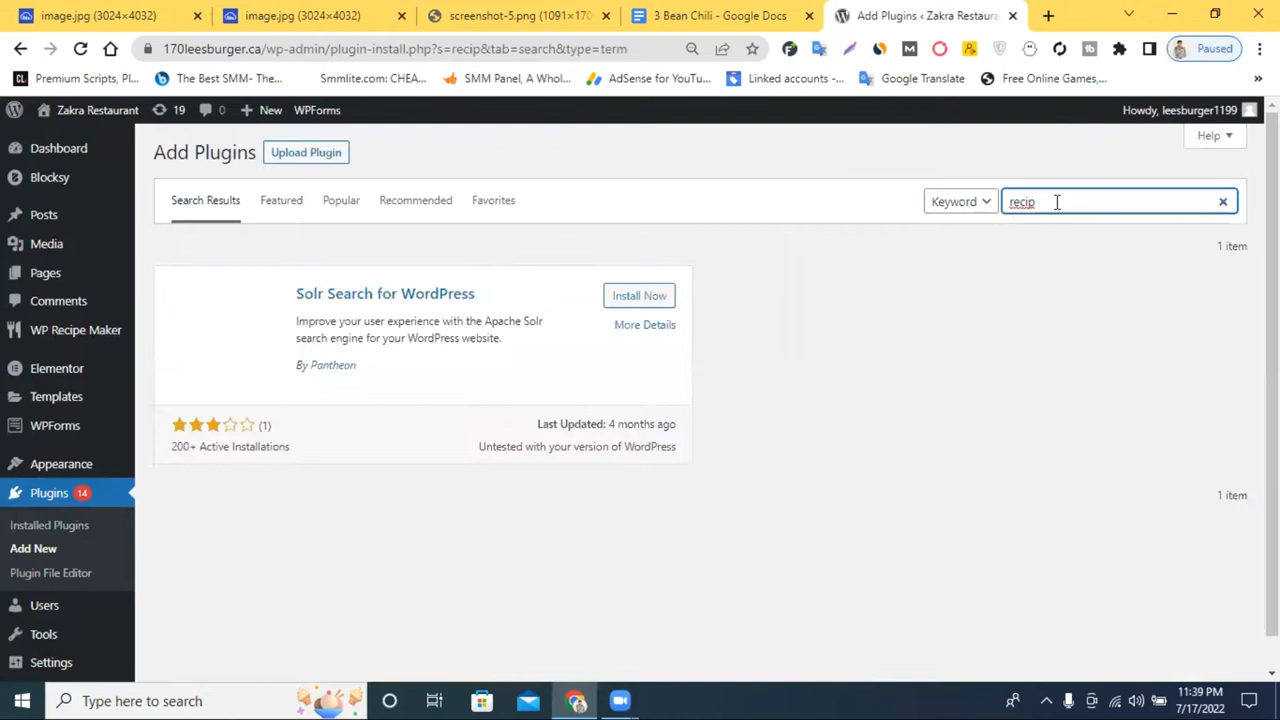 image.jpg (3024×4032)
image.jpg (3024×4032)
screenshot-5.png (1091×170
3 Bean Chili - Google Docs
Add Plugins ‹ Zakra Restaura
170leesburger.ca/wp-admin/plugin-install.php?s=recip&tab=search&type=term
Paused
Premium Scripts, Pl...
The Best SMM- The...
Smmlite.com: CHEA...
SMM Panel, A Whol...
AdSense for YouTu...
Linked accounts -...
Google Translate
Free Online Games,...
»
Zakra Restaurant
19
0
New
WPForms
Howdy, leesburger1199
Dashboard
Blocksy
Posts
Media
Pages
Comments
WP Recipe Maker
Elementor
Templates
WPForms
Appearance
Plugins 14
Installed Plugins
Add New
Plugin File Editor
Users
Tools
Settings
Help
Add Plugins
Upload Plugin
Search Results
Featured
Popular
Recommended
Favorites
Keyword
recip
1 item
Solr Search for WordPress
Install Now
More Details
Improve your user experience with the Apache Solr
search engine for your WordPress website.
By Pantheon
(1)
Last Updated: 4 months ago
200+ Active Installations
Untested with your version of WordPress
1 item
Type here to search
11:39 PM
7/17/2022